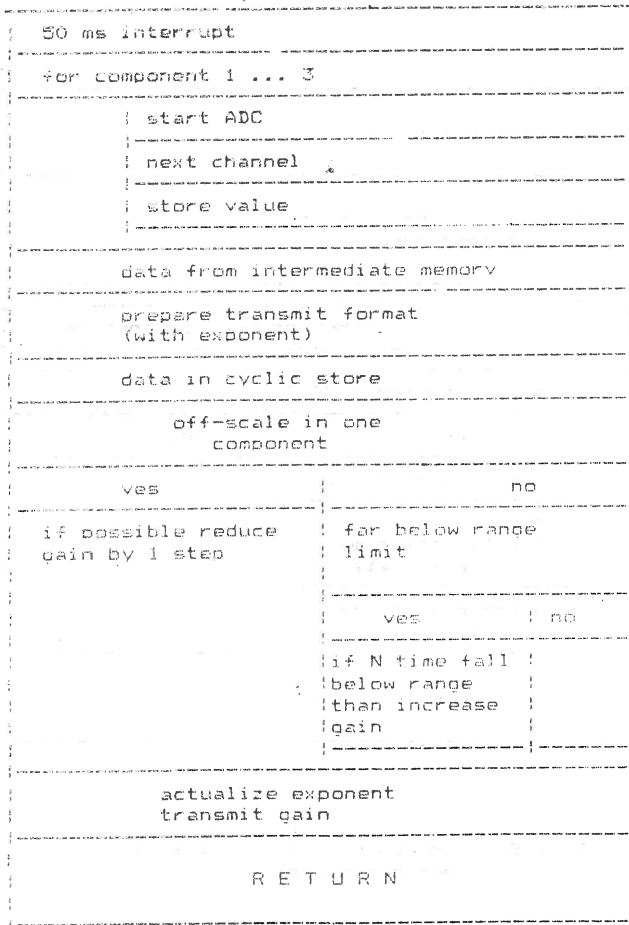 50 ms interrupt
for component 1 ... 3
start ADC
next channel
store value
data from intermediate memory
prepare transmit format
(with exponent)
data in cyclic store
off-scale in one
component
yes
no
if possible reduce
gain by 1 step
far below range
limit
yes
no
if N time fall
below range
than increase
gain
actualize exponent
transmit gain
R E T U R N